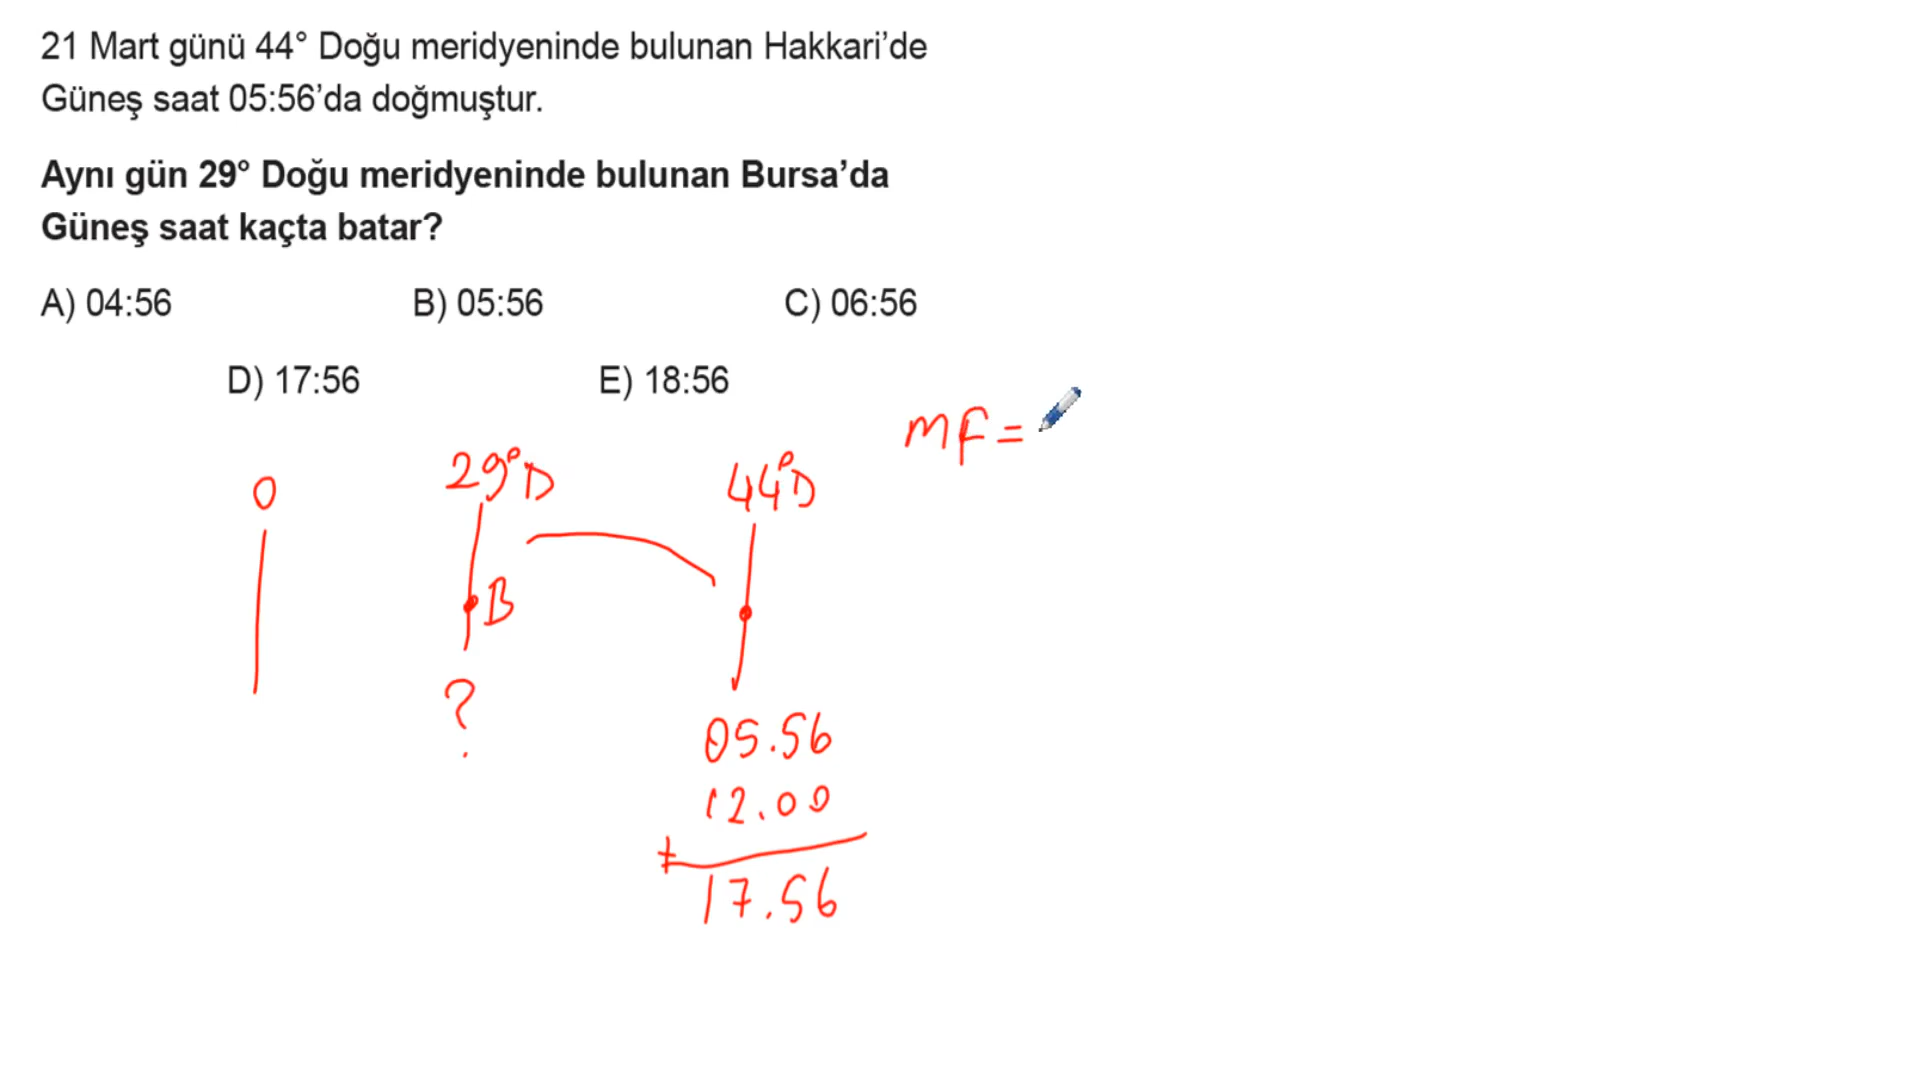 21 Mart günü 44° Doğu meridyeninde bulunan Hakkari’de
Güneş saat 05:56’da doğmuştur.
Aynı gün 29° Doğu meridyeninde bulunan Bursa’da
Güneş saat kaçta batar?
A) 04:56 B) 05:56 C) 06:56
D) 17:56 E) 18:56
MF =
0 29°D 44°D
B
?
05.56
12.00
+
17.56